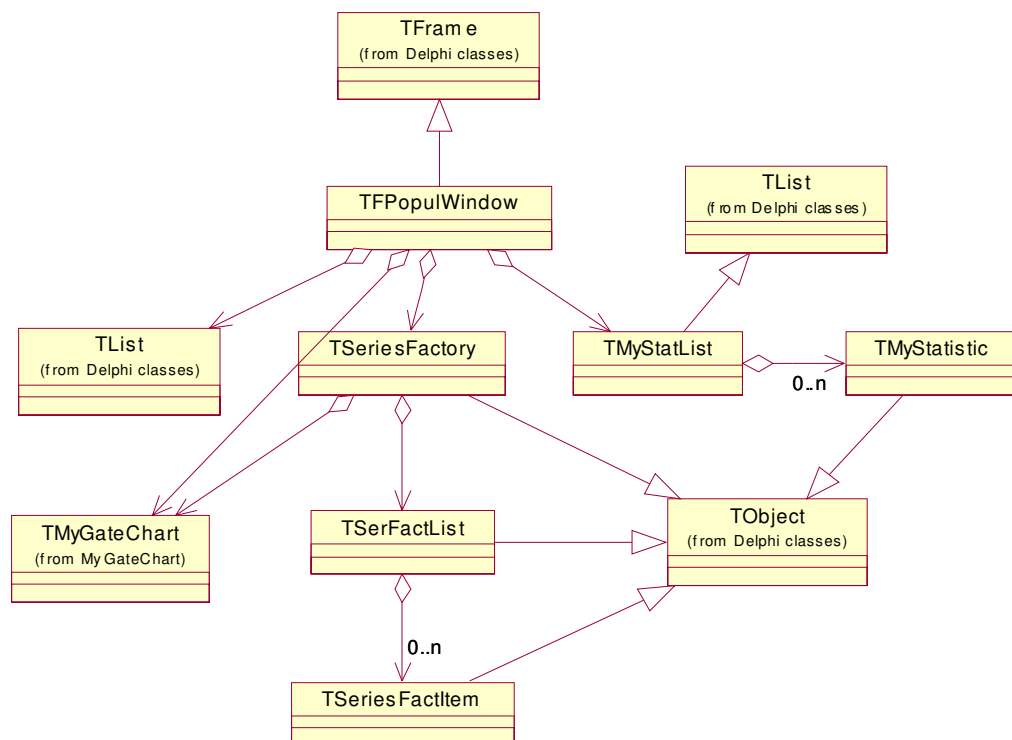 TFrame
(from Delphi classes)
TFPopulWindow
TList
(from Delphi classes)
TList
(from Delphi classes)
TSeriesFactory
TMyStatList
TMyStatistic
0..n
TMyGateChart
(from MyGateChart)
TSerFactList
TObject
(from Delphi classes)
0..n
TSeriesFactItem